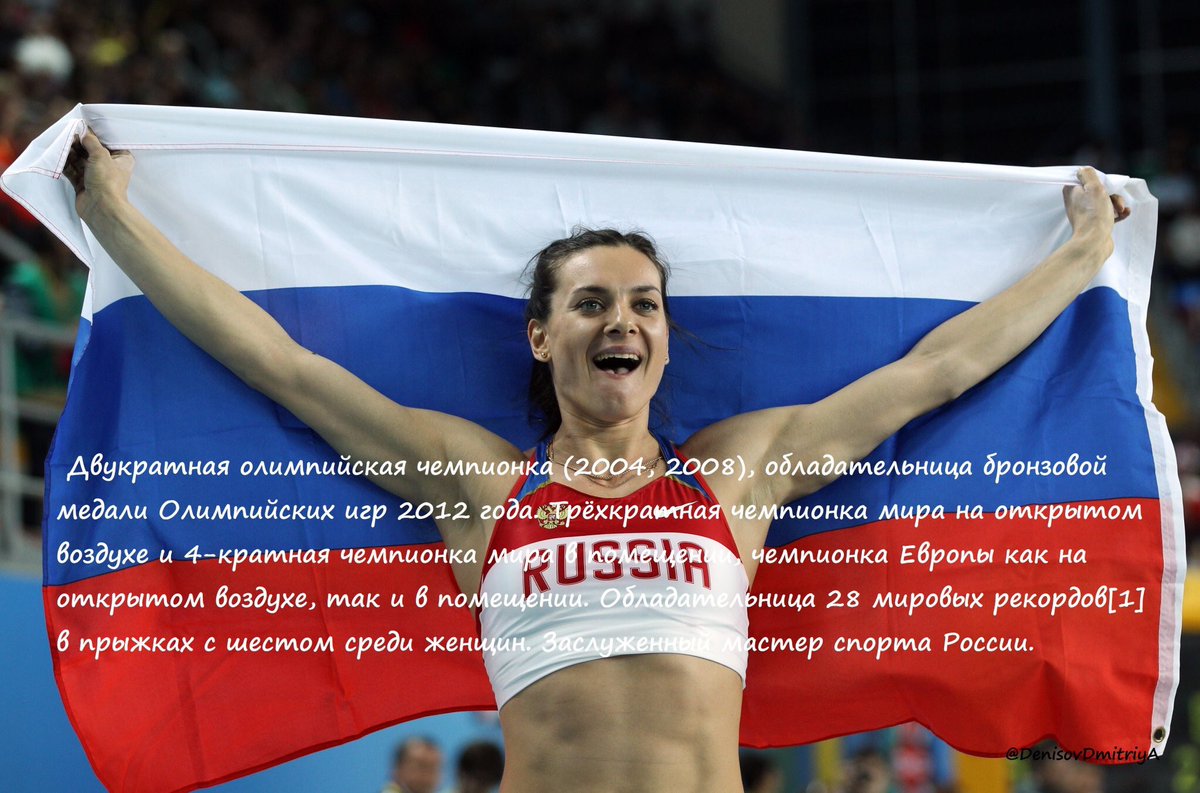 Двукратная олимпийская чемпионка (2004, 2008), обладательница бронзовой
медали Олимпийских игр 2012 года. Трёхкратная чемпионка мира на открытом
воздухе и 4-кратная чемпионка мира в помещении, чемпионка Европы как на
открытом воздухе, так и в помещении. Обладательница 28 мировых рекордов[1]
в прыжках с шестом среди женщин. Заслуженный мастер спорта России.
RUSSIA
@DenisovDmitriyA